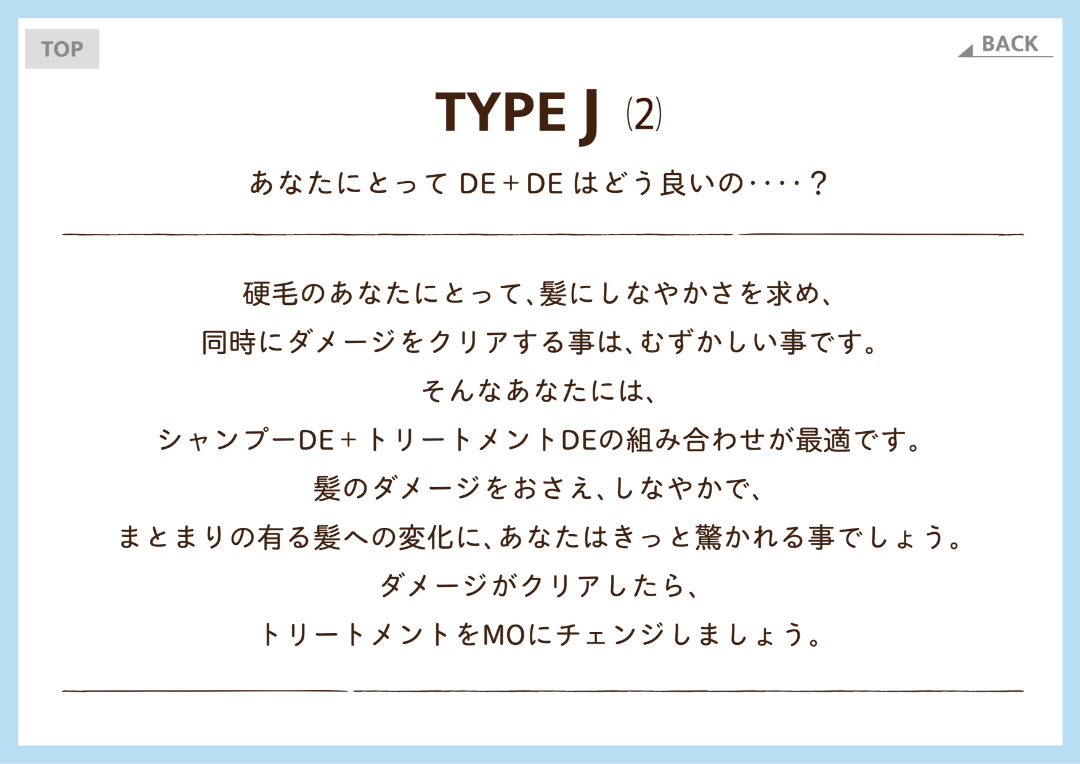 TOP
BACK
TYPE J (2)
あなたにとって DE＋DE はどう良いの‥‥？
硬毛のあなたにとって、髪にしなやかさを求め、
同時にダメージをクリアする事は、むずかしい事です。
そんなあなたには、
シャンプーDE＋トリートメントDEの組み合わせが最適です。
髪のダメージをおさえ、しなやかで、
まとまりの有る髪への変化に、あなたはきっと驚かれる事でしょう。
ダメージがクリアしたら、
トリートメントをMOにチェンジしましょう。